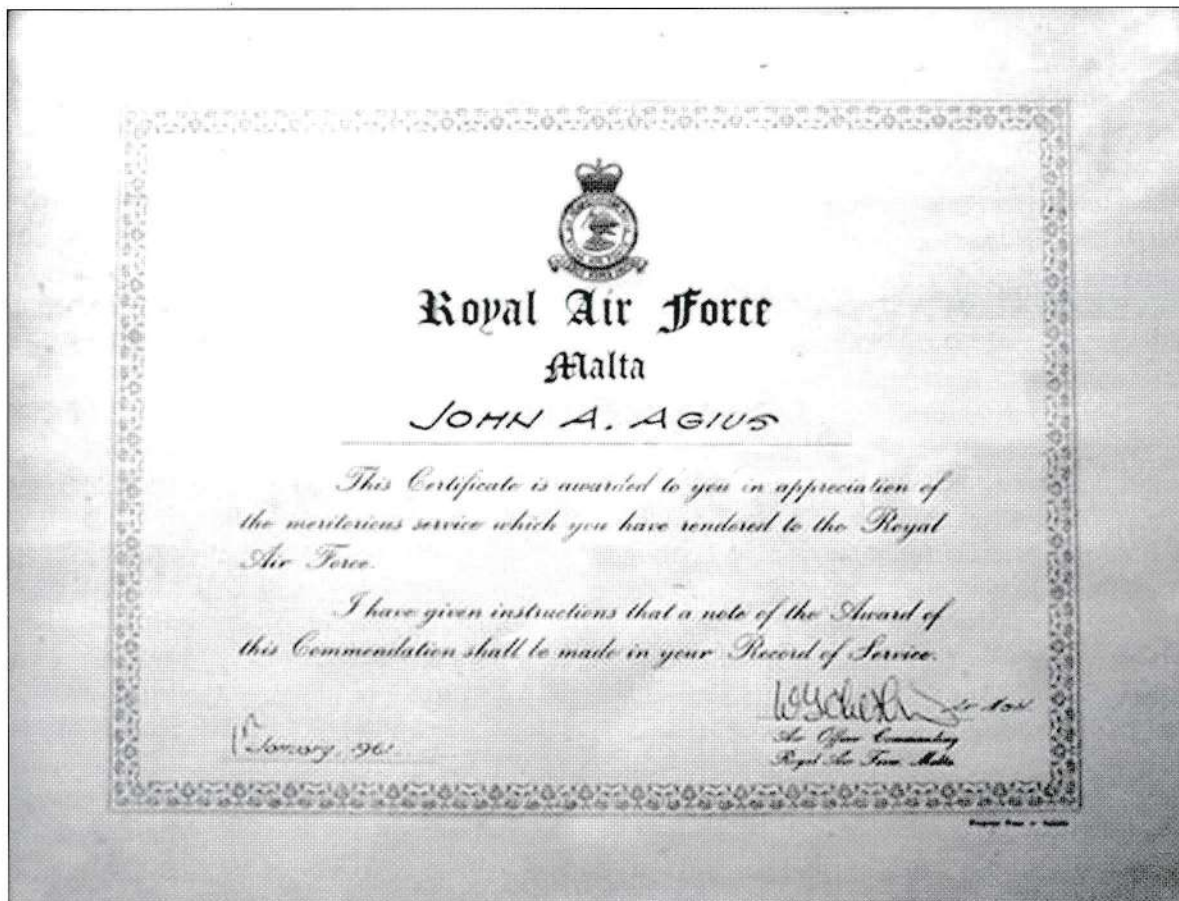 Royal Air Force
Malta
JOHN A. AGIUS
This Certificate is awarded to you in appreciation of
the meritorious service which you have rendered to the Royal
Air Force.
I have given instructions that a note of the Award of
this Commendation shall be made in your Record of Service.
January, 1961.
Air Officer Commanding
Royal Air Force Malta